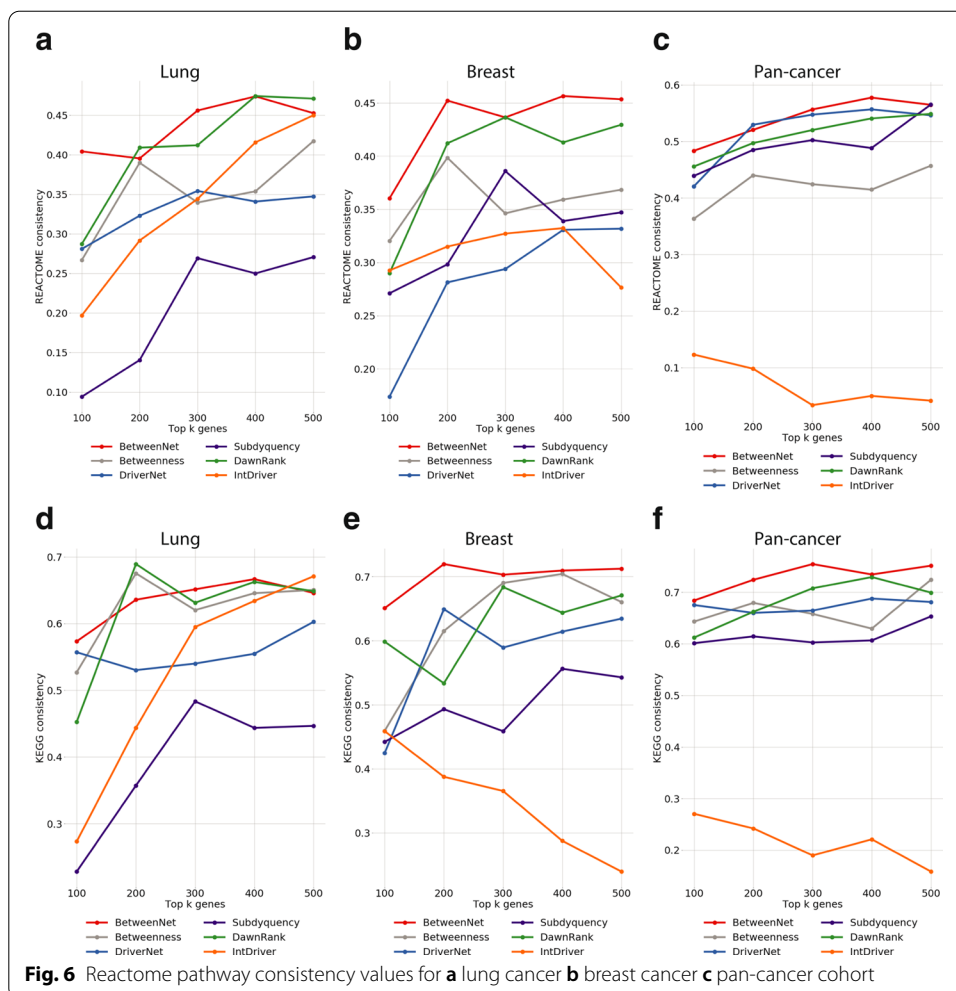 a
Lung
REACTOME consistency
0.45
0.40
0.35
0.30
0.25
0.20
0.15
0.10
100 200 300 400 500
Top k genes
BetweenNet Subdyquency
Betweenness DawnRank
DriverNet IntDriver
b
Breast
REACTOME consistency
0.45
0.40
0.35
0.30
0.25
0.20
100 200 300 400 500
Top k genes
BetweenNet Subdyquency
Betweenness DawnRank
DriverNet IntDriver
c
Pan-cancer
REACTOME consistency
0.6
0.5
0.4
0.3
0.2
0.1
100 200 300 400 500
Top k genes
BetweenNet Subdyquency
Betweenness DawnRank
DriverNet IntDriver
d
Lung
KEGG consistency
0.7
0.6
0.5
0.4
0.3
100 200 300 400 500
Top k genes
BetweenNet Subdyquency
Betweenness DawnRank
DriverNet IntDriver
e
Breast
KEGG consistency
0.7
0.6
0.5
0.4
0.3
100 200 300 400 500
Top k genes
BetweenNet Subdyquency
Betweenness DawnRank
DriverNet IntDriver
f
Pan-cancer
KEGG consistency
0.7
0.6
0.5
0.4
0.3
0.2
100 200 300 400 500
Top k genes
BetweenNet Subdyquency
Betweenness DawnRank
DriverNet IntDriver
Fig. 6 Reactome pathway consistency values for a lung cancer b breast cancer c pan-cancer cohort